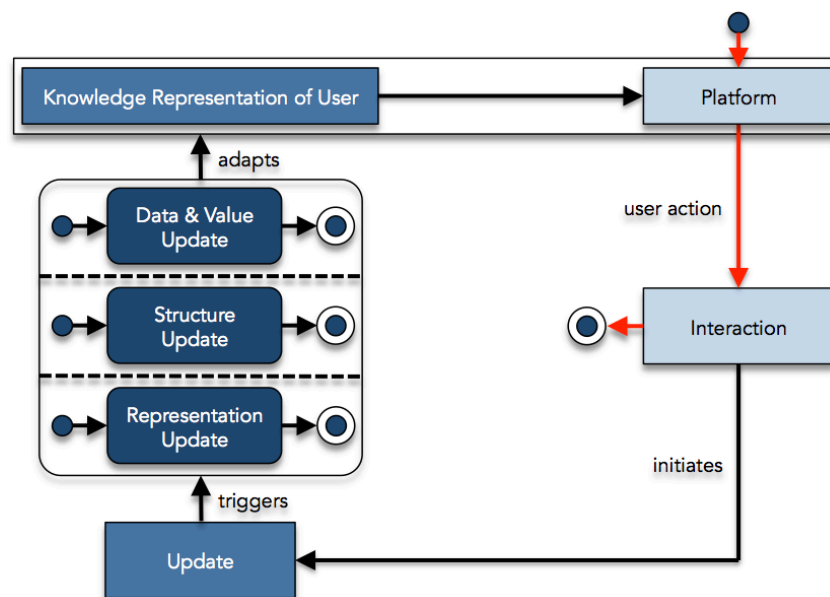 Knowledge Representation of User
Platform
adapts
Data & Value
Update
user action
Structure
Update
Interaction
Representation
Update
initiates
triggers
Update